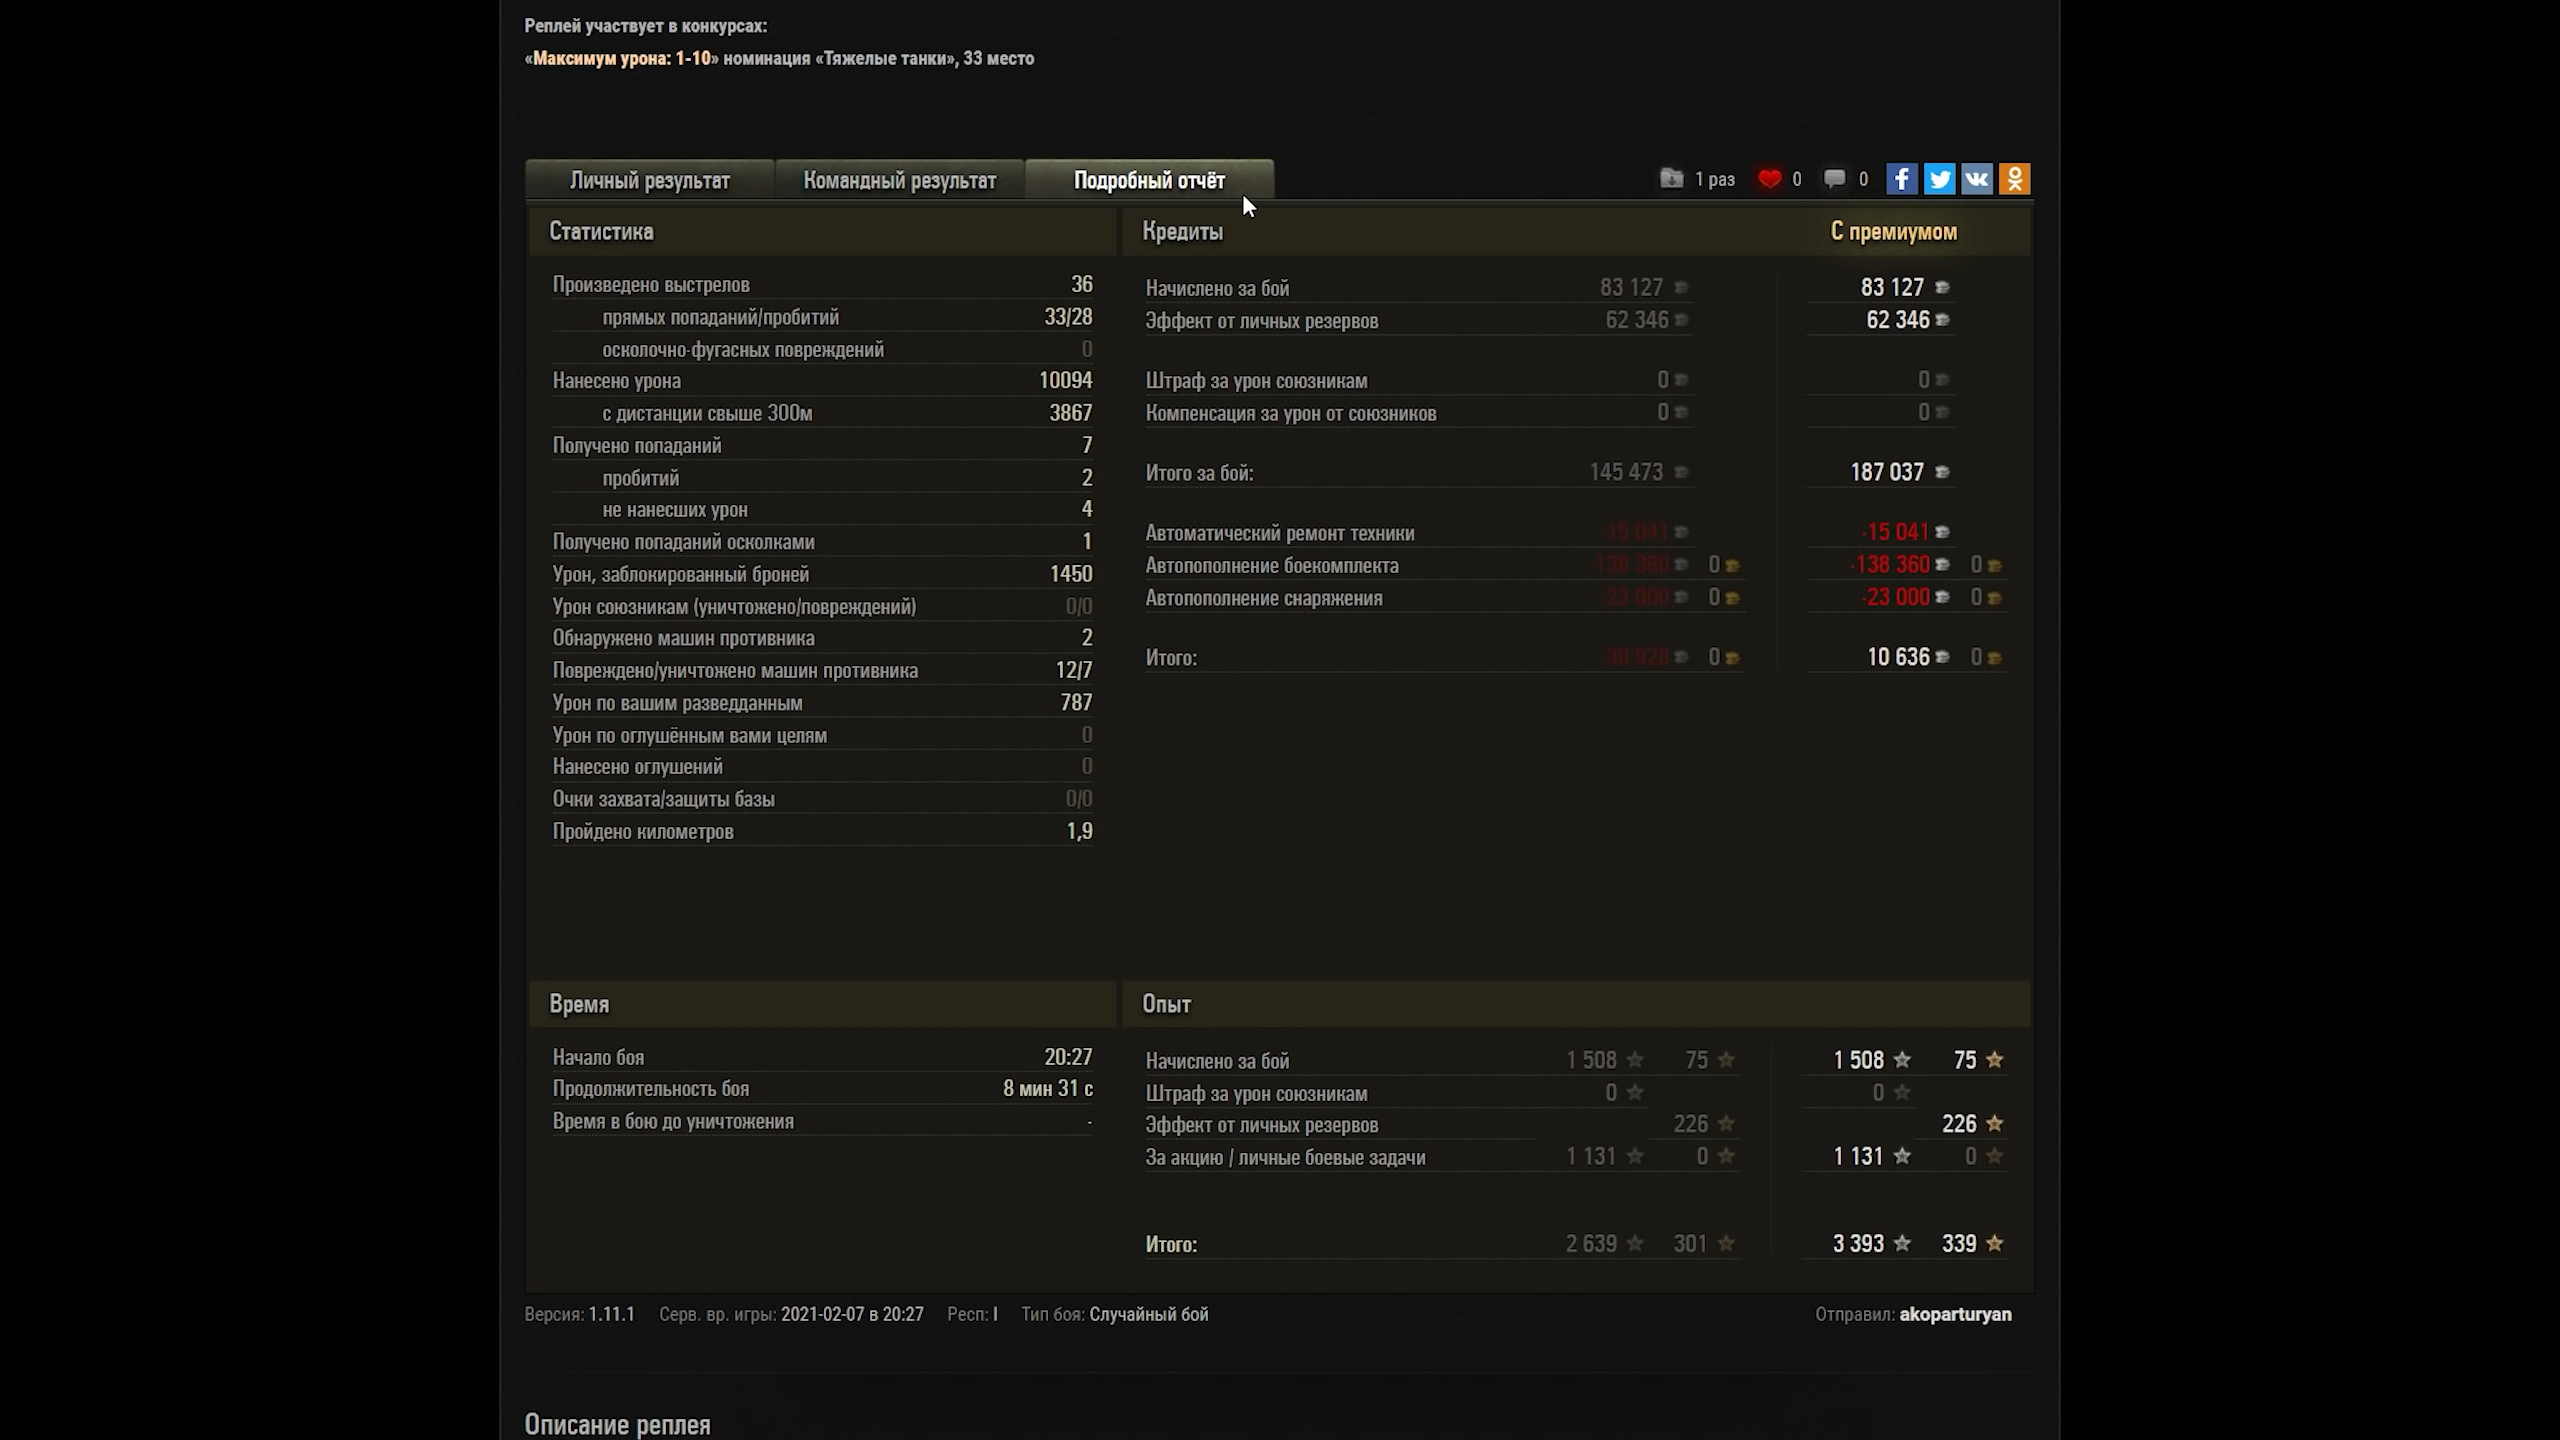 Реплей участвует в конкурсах:
«Максимум урона: 1-10» номинация «Тяжелые танки», 33 место
Личный результат Командный результат Подробный отчёт 1 раз 0 0
Статистика
Произведено выстрелов 36
прямых попаданий/пробитий 33/28
осколочно-фугасных повреждений 0
Нанесено урона 10094
с дистанции свыше 300м 3867
Получено попаданий 7
пробитий 2
не нанесших урон 4
Получено попаданий осколками 1
Урон, заблокированный броней 1450
Урон союзникам (уничтожено/повреждений) 0/0
Обнаружено машин противника 2
Повреждено/уничтожено машин противника 12/7
Урон по вашим разведданным 787
Урон по оглушённым вами целям 0
Нанесено оглушений 0
Очки захвата/защиты базы 0/0
Пройдено километров 1,9
Кредиты С премиумом
Начислено за бой 83 127 83 127
Эффект от личных резервов 62 346 62 346
Штраф за урон союзникам 0 0
Компенсация за урон от союзников 0 0
Итого за бой: 145 473 187 037
Автоматический ремонт техники -15 041 -15 041
Автопополнение боекомплекта -138 360 0 -138 360 0
Автопополнение снаряжения -23 000 0 -23 000 0
Итого: -30 928 0 10 636 0
Время
Начало боя 20:27
Продолжительность боя 8 мин 31 с
Время в бою до уничтожения -
Опыт
Начислено за бой 1 508 75 1 508 75
Штраф за урон союзникам 0 0
Эффект от личных резервов 226 226
За акцию / личные боевые задачи 1 131 0 1 131 0
Итого: 2 639 301 3 393 339
Версия: 1.11.1 Серв. вр. игры: 2021-02-07 в 20:27 Респ: I Тип боя: Случайный бой Отправил: akoparturyan
Описание реплея